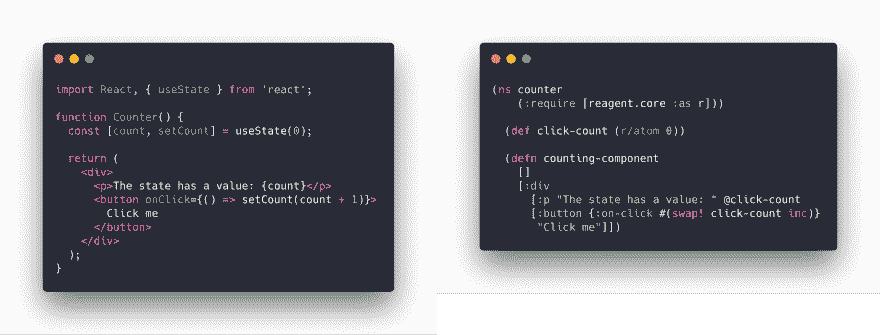 import React, { useState } from 'react';
function Counter() {
const [count, setCount] = useState(0);
return (
<div>
<p>The state has a value: {count}</p>
<button onClick={() => setCount(count + 1)}>
Click me
</button>
</div>
);
}
(ns counter
(:require [reagent.core :as r]))
(def click-count (r/atom 0))
(defn counting-component
[]
[:div
[:p "The state has a value: " @click-count
[:button {:on-click #(swap! click-count inc)}
"Click me"]])